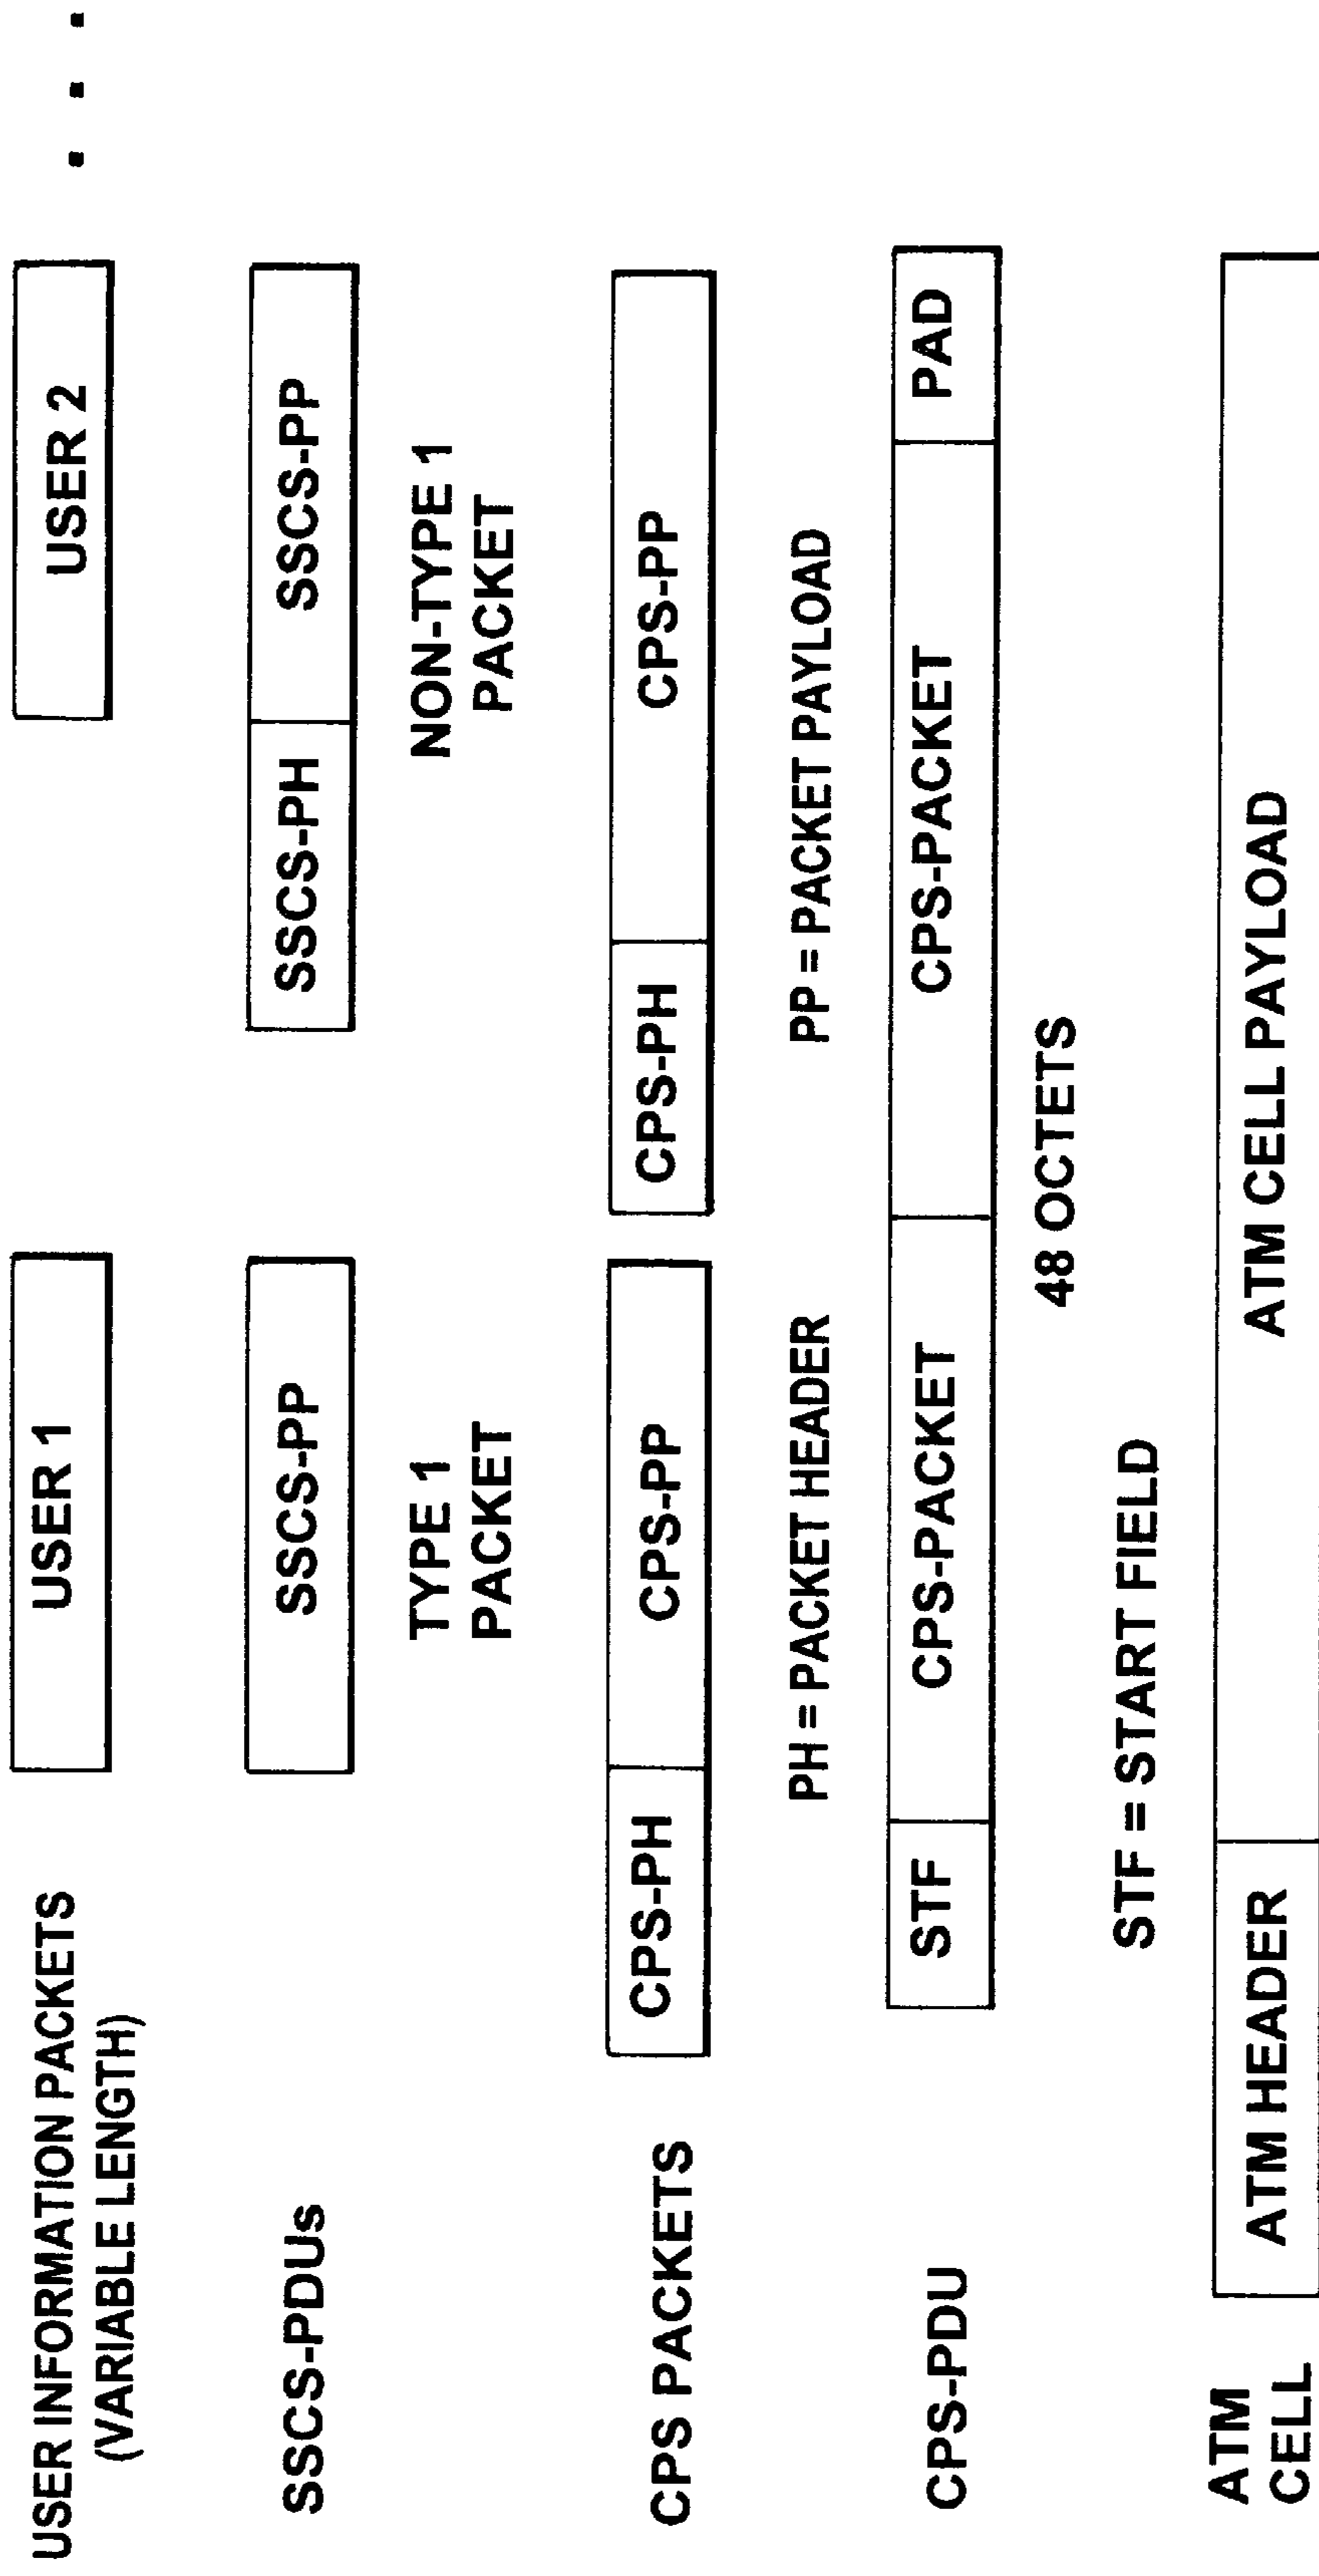 USER INFORMATION PACKETS
(VARIABLE LENGTH)
USER 1
USER 2
SSCS-PDUs
SSCS-PP
SSCS-PH
SSCS-PP
TYPE 1
PACKET
NON-TYPE 1
PACKET
CPS PACKETS
CPS-PH
CPS-PP
CPS-PH
CPS-PP
PH = PACKET HEADER
PP = PACKET PAYLOAD
CPS-PDU
STF
CPS-PACKET
CPS-PACKET
PAD
48 OCTETS
STF = START FIELD
ATM
CELL
ATM HEADER
ATM CELL PAYLOAD